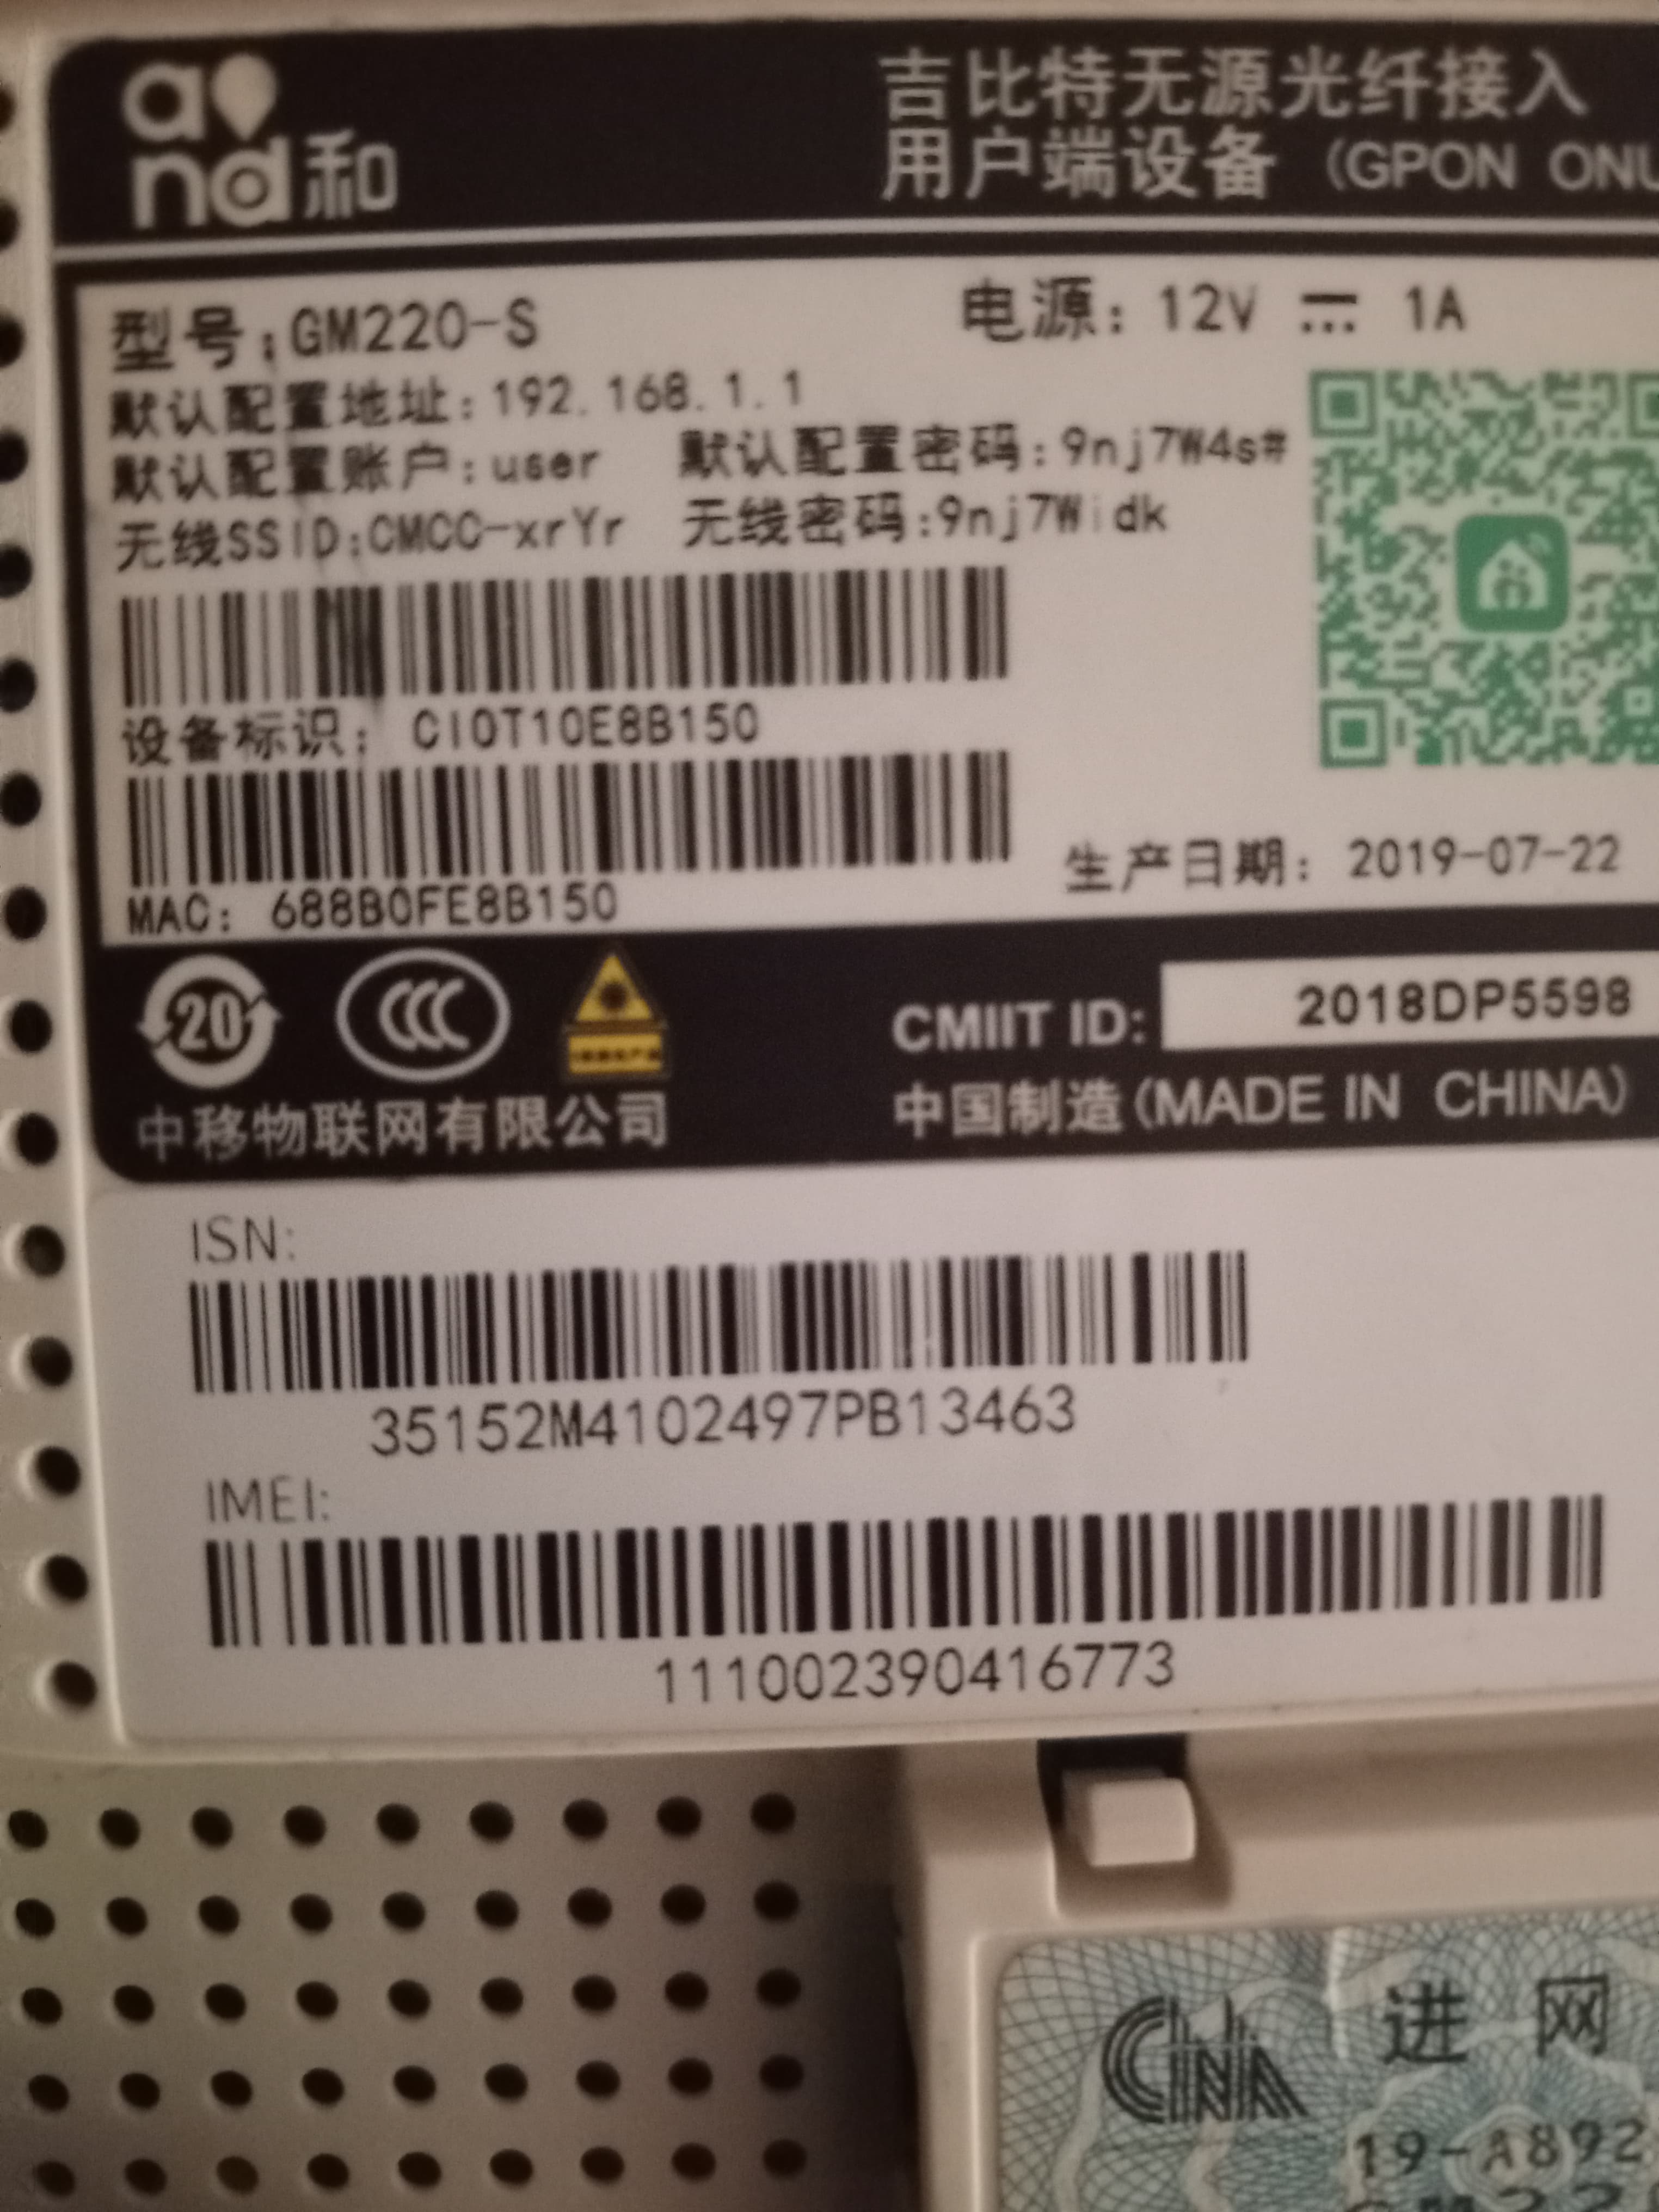 and和
吉比特无源光纤接入
用户端设备 (GPON ONU
型号:GM220-S 电源: 12V 1A
默认配置地址:192.168.1.1
默认配置账户:user 默认配置密码:9nj7W4s#
无线SSID:CMCC-xrYr 无线密码:9nj7Widk
设备标识: CIOT10E8B150
生产日期: 2019-07-22
MAC: 688B0FE8B150
20 CCC
CMIIT ID: 2018DP5598
中移物联网有限公司 中国制造(MADE IN CHINA)
ISN:
35152M4102497PB13463
IMEI:
111002390416773
CNA 进 网
19-A892